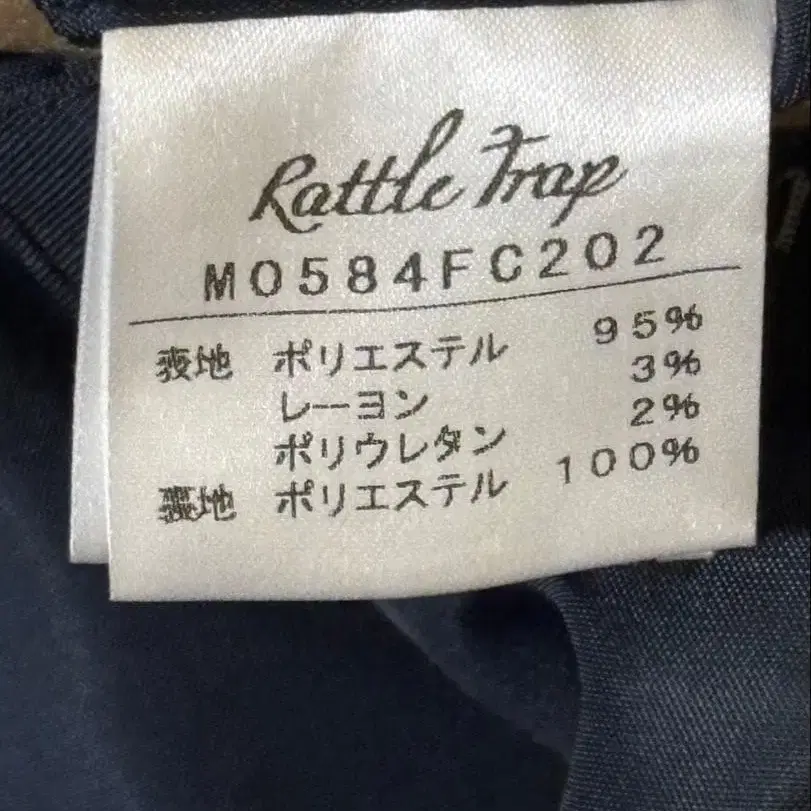 Rattle Trap
M0584FC202
表地 ポリエステル 95%
レーヨン 3%
ポリウレタン 2%
裏地 ポリエステル 100%